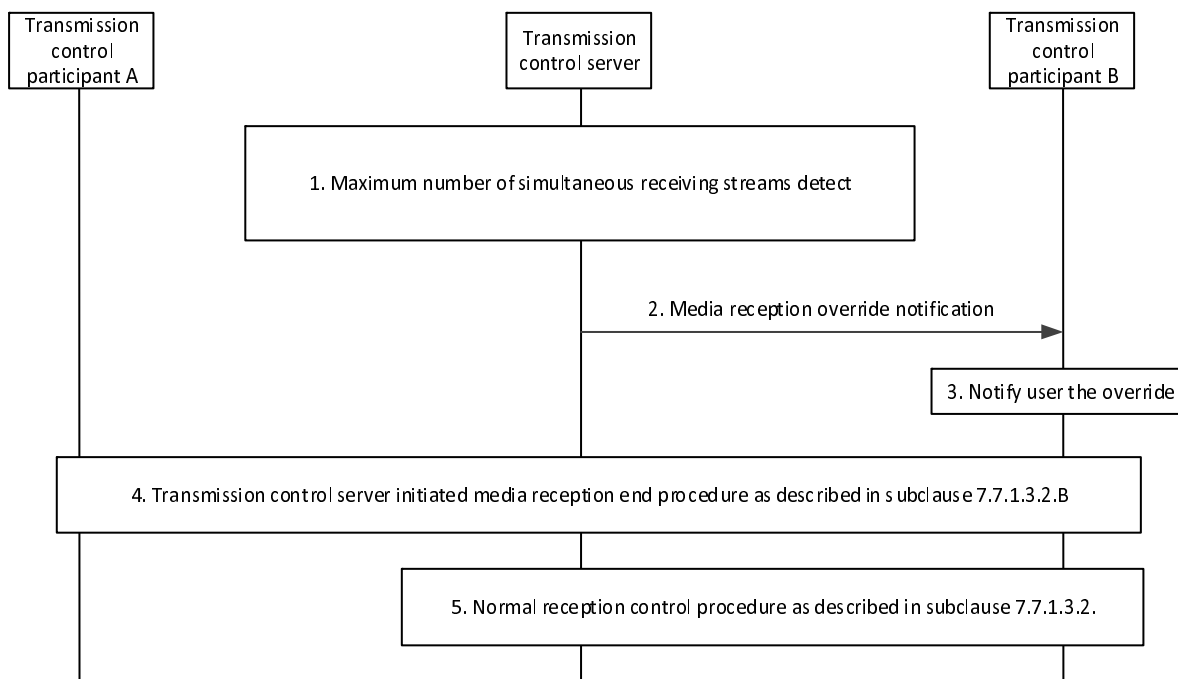 Transmission
control
participant A
Transmission
control server
Transmission
control
participant B
1. Maximum number of simultaneous receiving streams detect
2. Media reception override notification
3. Notify user the override
4. Transmission control server initiated media reception end procedure as described in subclause 7.7.1.3.2.B
5. Normal reception control procedure as described in subclause 7.7.1.3.2.